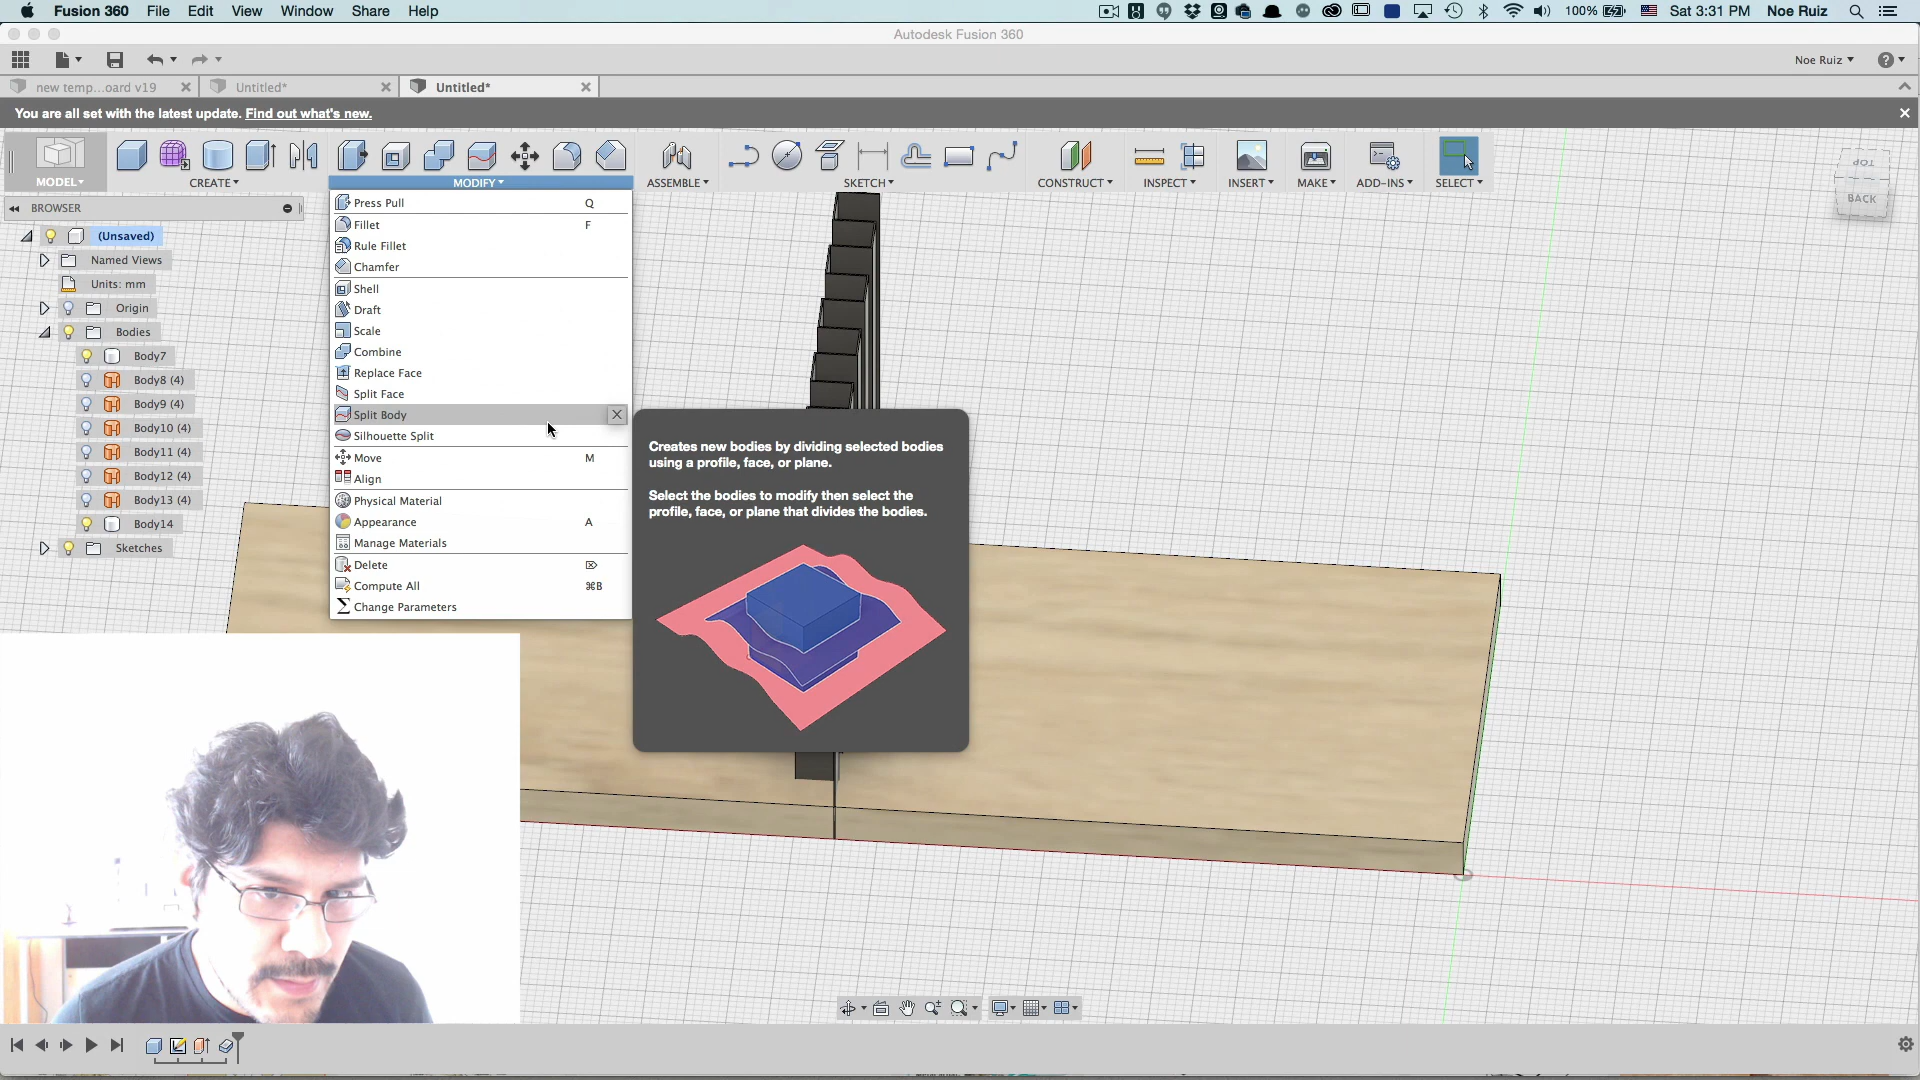 Fusion 360 File Edit View Window Share Help 100% Sat 3:31 PM Noe Ruiz
Autodesk Fusion 360
Noe Ruiz
new temp...oard v19 Untitled* Untitled*
You are all set with the latest update. Find out what's new.
MODEL CREATE MODIFY ASSEMBLE SKETCH CONSTRUCT INSPECT INSERT MAKE ADD-INS SELECT
TOP
BACK
BROWSER
(Unsaved)
Named Views
Units: mm
Origin
Bodies
Body7
Body8 (4)
Body9 (4)
Body10 (4)
Body11 (4)
Body12 (4)
Body13 (4)
Body14
Sketches
Press Pull Q
Fillet F
Rule Fillet
Chamfer
Shell
Draft
Scale
Combine
Replace Face
Split Face
Split Body
Silhouette Split
Move M
Align
Physical Material
Appearance A
Manage Materials
Delete ⌦
Compute All ⌘B
Change Parameters
Creates new bodies by dividing selected bodies
using a profile, face, or plane.
Select the bodies to modify then select the
profile, face, or plane that divides the bodies.